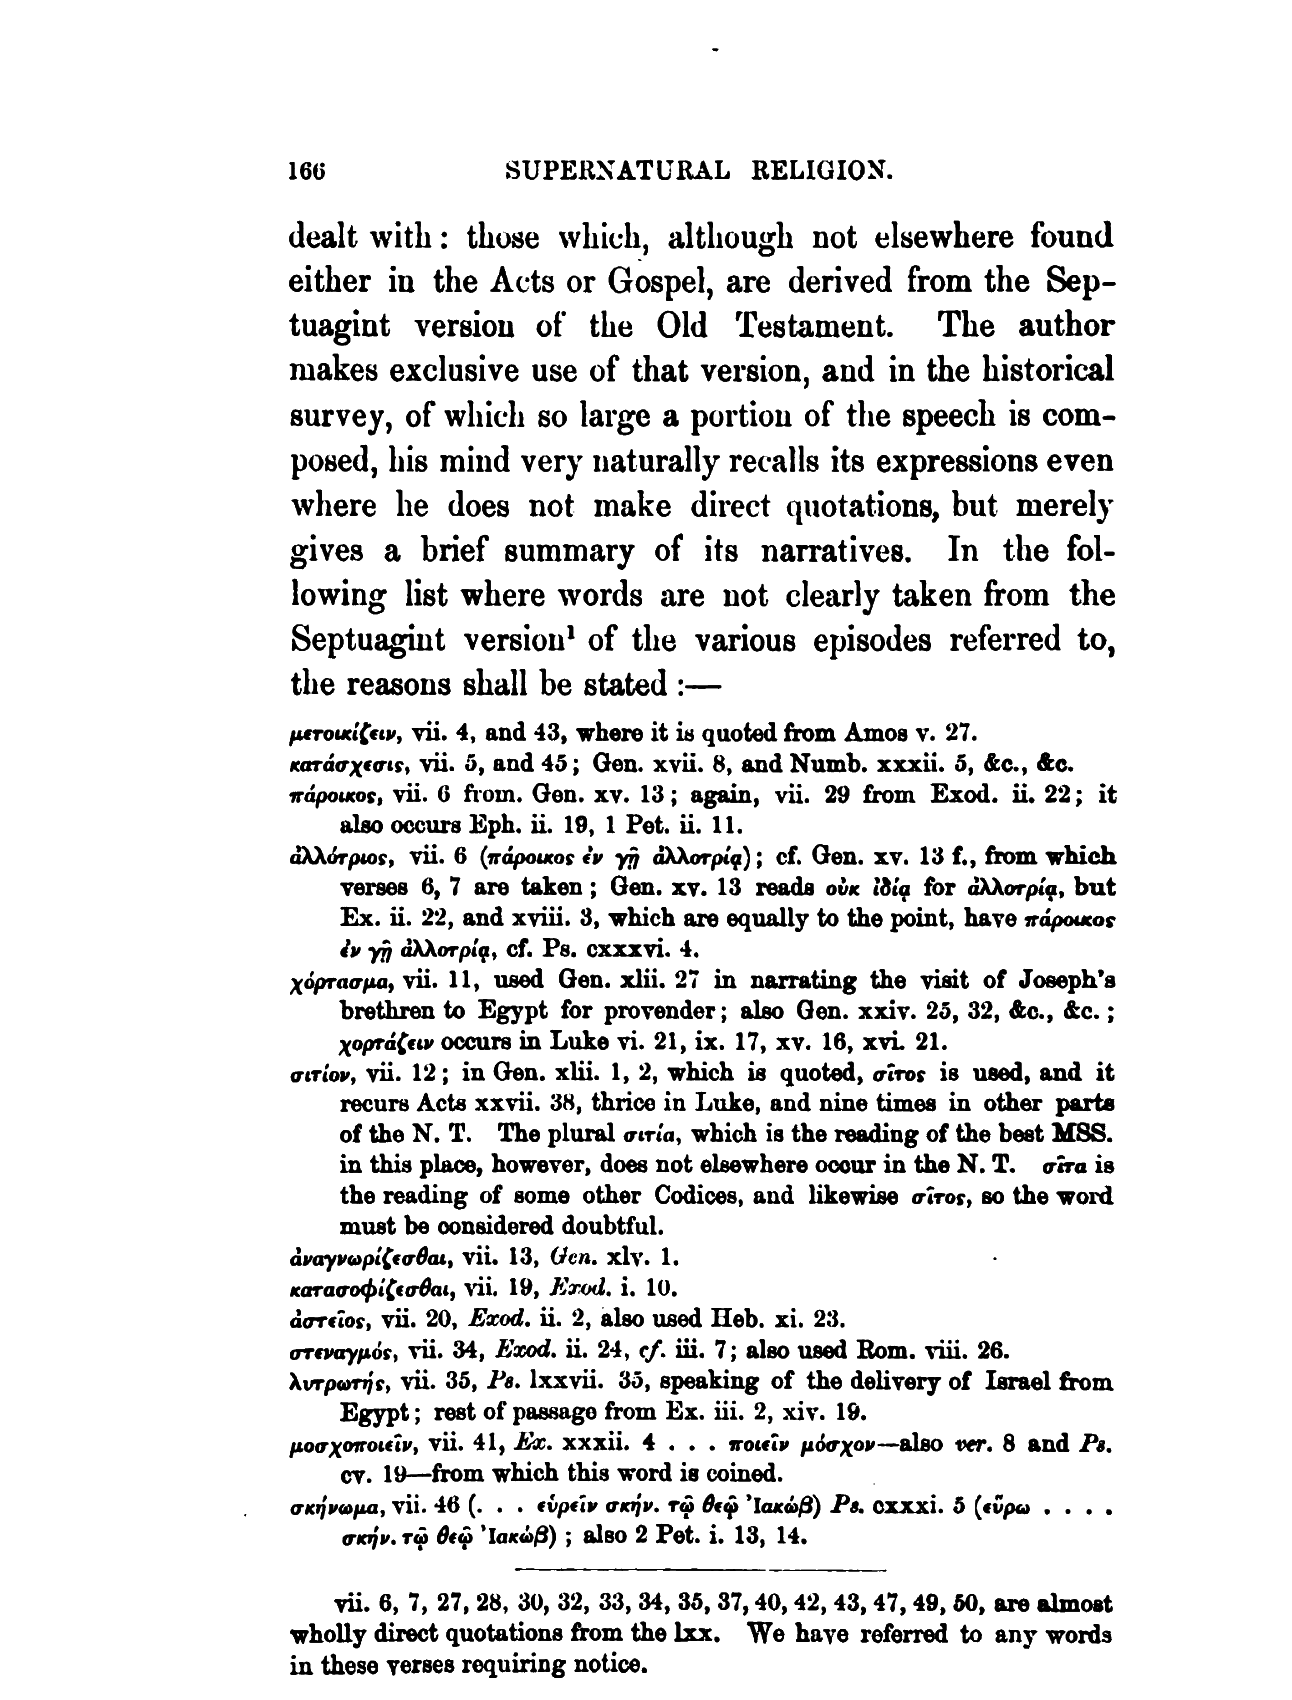 166 SUPERNATURAL RELIGION.
dealt with : those which, although not elsewhere found
either in the Acts or Gospel, are derived from the Sep-
tuagint version of the Old Testament. The author
makes exclusive use of that version, and in the historical
survey, of which so large a portion of the speech is com-
posed, his mind very naturally recalls its expressions even
where he does not make direct quotations, but merely
gives a brief summary of its narratives. In the fol-
lowing list where words are not clearly taken from the
Septuagint version¹ of the various episodes referred to,
the reasons shall be stated :—
μετοικίζειν, vii. 4, and 43, where it is quoted from Amos v. 27.
κατάσχεσις, vii. 5, and 45 ; Gen. xvii. 8, and Numb. xxxii. 5, &c., &c.
πάροικος, vii. 6 from. Gen. xv. 13 ; again, vii. 29 from Exod. ii. 22 ; it
also occurs Eph. ii. 19, 1 Pet. ii. 11.
ἀλλότριος, vii. 6 (πάροικος ἐν γῇ ἀλλοτρίᾳ) ; cf. Gen. xv. 13 f., from which
verses 6, 7 are taken ; Gen. xv. 13 reads οὐκ ἰδίᾳ for ἀλλοτρίᾳ, but
Ex. ii. 22, and xviii. 3, which are equally to the point, have πάροικος
ἐν γῇ ἀλλοτρίᾳ, cf. Ps. cxxxvi. 4.
χόρτασμα, vii. 11, used Gen. xlii. 27 in narrating the visit of Joseph's
brethren to Egypt for provender ; also Gen. xxiv. 25, 32, &c., &c. ;
χορτάζειν occurs in Luke vi. 21, ix. 17, xv. 16, xvi. 21.
σιτίον, vii. 12 ; in Gen. xlii. 1, 2, which is quoted, σῖτος is used, and it
recurs Acts xxvii. 38, thrice in Luke, and nine times in other parts
of the N. T. The plural σιτία, which is the reading of the best MSS.
in this place, however, does not elsewhere occur in the N. T. σῖτα is
the reading of some other Codices, and likewise σῖτος, so the word
must be considered doubtful.
ἀναγνωρίζεσθαι, vii. 13, Gen. xlv. 1.
κατασοφίζεσθαι, vii. 19, Exod. i. 10.
ἀστεῖος, vii. 20, Exod. ii. 2, also used Heb. xi. 23.
στεναγμός, vii. 34, Exod. ii. 24, cf. iii. 7 ; also used Rom. viii. 26.
λυτρωτής, vii. 35, Ps. lxxvii. 35, speaking of the delivery of Israel from
Egypt ; rest of passage from Ex. iii. 2, xiv. 19.
μοσχοποιεῖν, vii. 41, Ex. xxxii. 4 . . . ποιεῖν μόσχον—also ver. 8 and Ps.
cv. 19—from which this word is coined.
σκήνωμα, vii. 46 (. . . εὑρεῖν σκήν. τῷ θεῷ Ἰακώβ) Ps. cxxxi. 5 (εὕρω . . . .
σκήν. τῷ θεῷ Ἰακώβ) ; also 2 Pet. i. 13, 14.
vii. 6, 7, 27, 28, 30, 32, 33, 34, 35, 37, 40, 42, 43, 47, 49, 50, are almost
wholly direct quotations from the lxx. We have referred to any words
in these verses requiring notice.